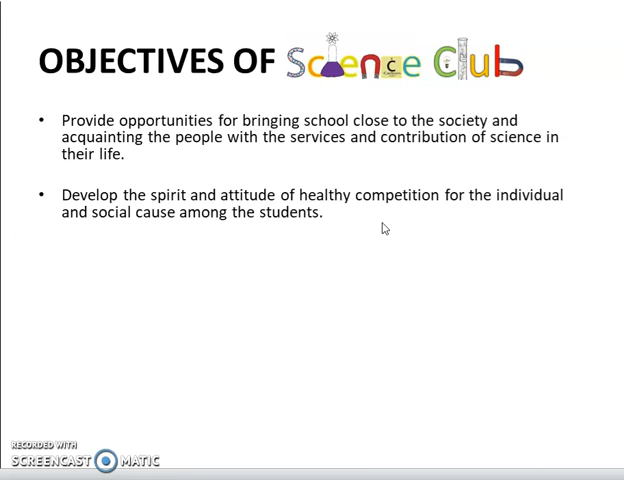 OBJECTIVES OF Science Club
• Provide opportunities for bringing school close to the society and
acquainting the people with the services and contribution of science in
their life.
• Develop the spirit and attitude of healthy competition for the individual
and social cause among the students.
RECORDED WITH
SCREENCAST MATIC